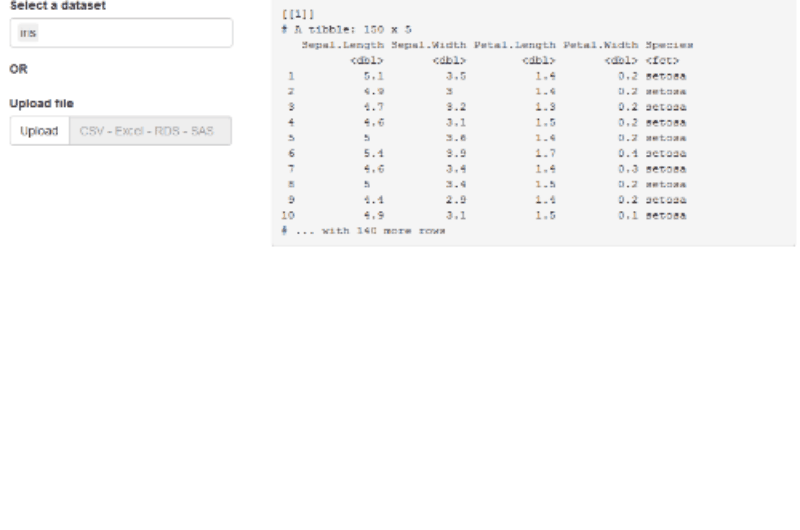 Select a dataset
iris
OR
Upload file
Upload CSV - Excel - RDS - SAS
[[1]]
# A tibble: 150 x 5
Sepal.Length Sepal.Width Petal.Length Petal.Width Species
<dbl> <dbl> <dbl> <dbl> <fct>
1 5.1 3.5 1.4 0.2 setosa
2 4.9 3 1.4 0.2 setosa
3 4.7 3.2 1.3 0.2 setosa
4 4.6 3.1 1.5 0.2 setosa
5 5 3.6 1.4 0.2 setosa
6 5.4 3.9 1.7 0.4 setosa
7 4.6 3.4 1.4 0.3 setosa
8 5 3.4 1.5 0.2 setosa
9 4.4 2.9 1.4 0.2 setosa
10 4.9 3.1 1.5 0.1 setosa
# ... with 140 more rows